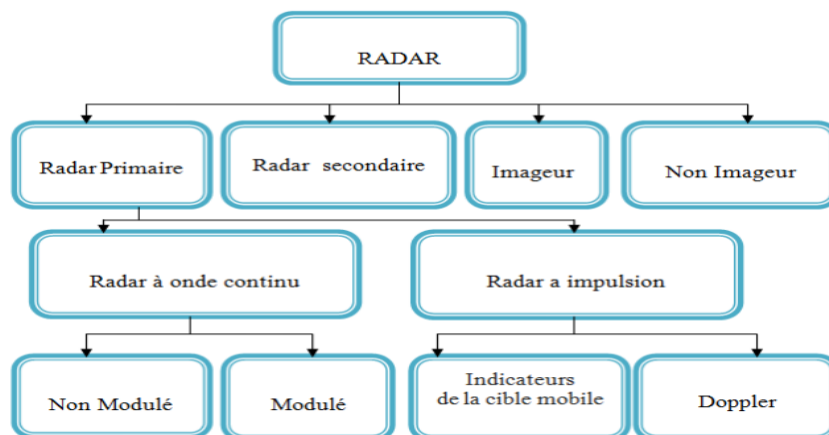 RADAR
Radar Primaire
Radar secondaire
Imageur
Non Imageur
Radar à onde continu
Radar a impulsion
Non Modulé
Modulé
Indicateurs
de la cible mobile
Doppler